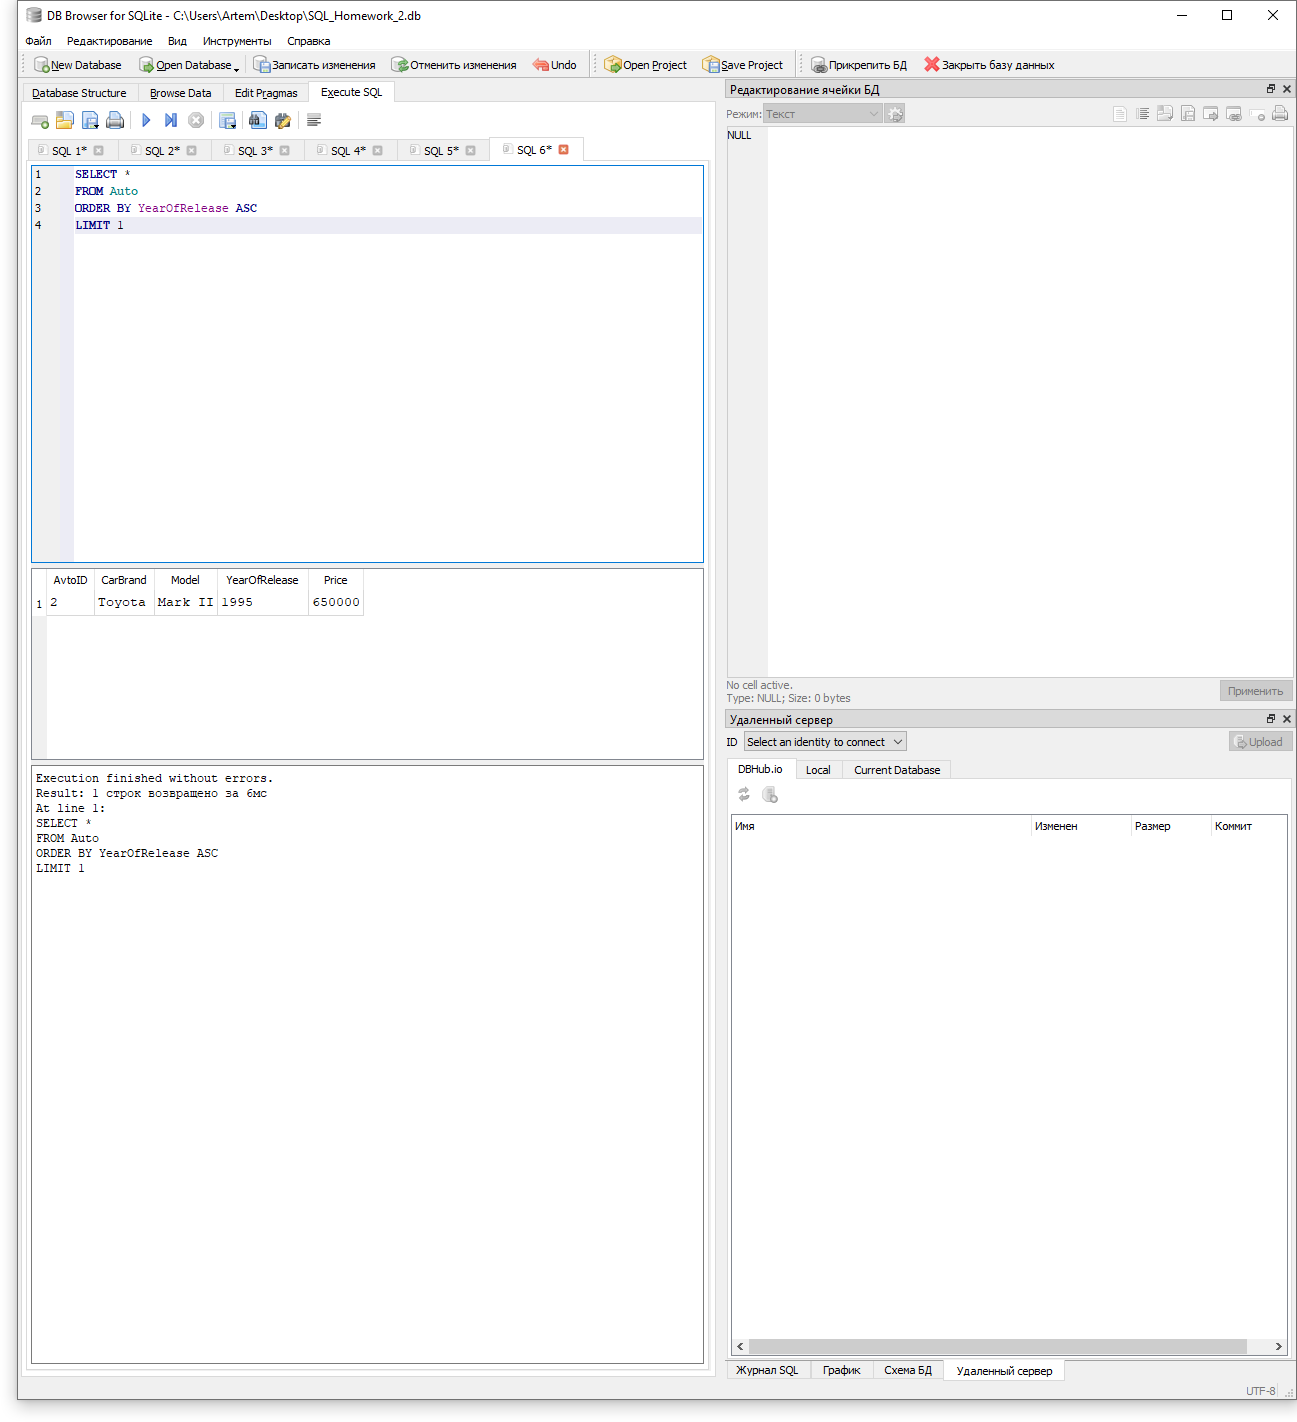 DB Browser for SQLite - C:\Users\Artem\Desktop\SQL_Homework_2.db
Файл Редактирование Вид Инструменты Справка
New Database Open Database Записать изменения Отменить изменения Undo Open Project Save Project Прикрепить БД Закрыть базу данных
Database Structure Browse Data Edit Pragmas Execute SQL
SQL 1* SQL 2* SQL 3* SQL 4* SQL 5* SQL 6*
1 SELECT *
2 FROM Auto
3 ORDER BY YearOfRelease ASC
4 LIMIT 1
AvtoID CarBrand Model YearOfRelease Price
1 2 Toyota Mark II 1995 650000
Execution finished without errors.
Result: 1 строк возвращено за 6мс
At line 1:
SELECT *
FROM Auto
ORDER BY YearOfRelease ASC
LIMIT 1
Редактирование ячейки БД
Режим: Текст
NULL
No cell active.
Type: NULL; Size: 0 bytes
Применить
Удаленный сервер
ID Select an identity to connect Upload
DBHub.io Local Current Database
Имя Изменен Размер Коммит
Журнал SQL График Схема БД Удаленный сервер
UTF-8